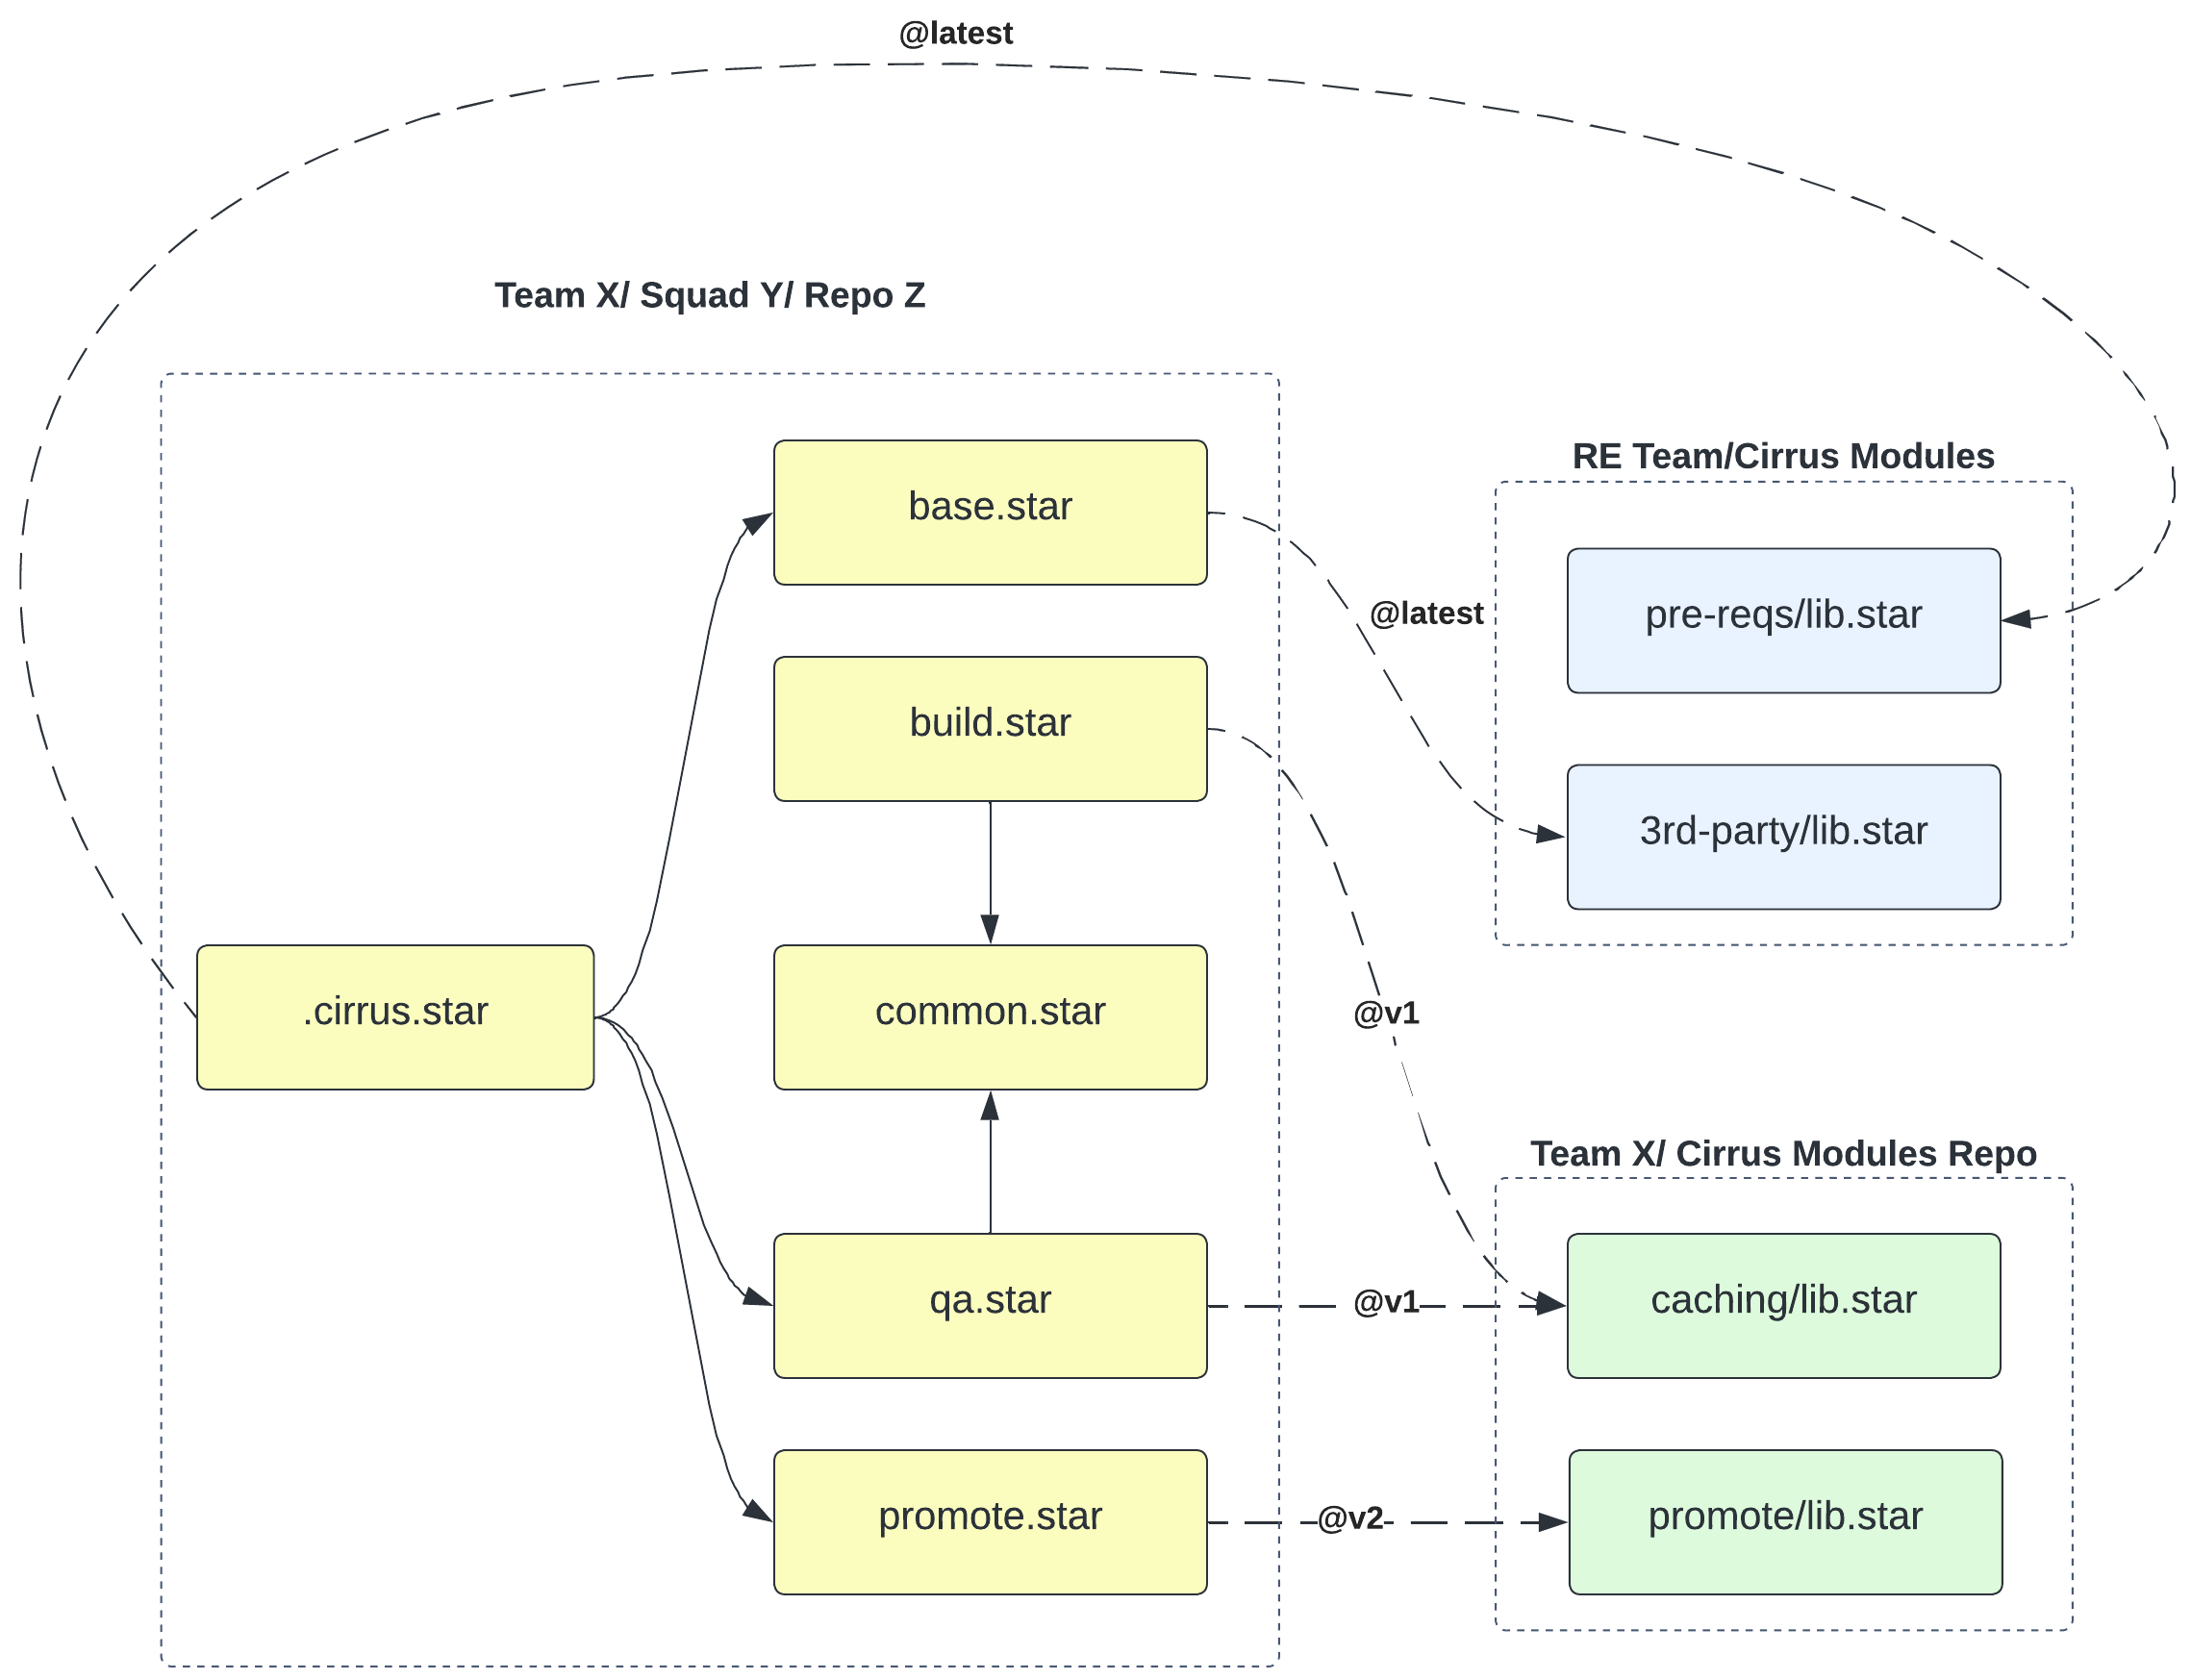 @latest
Team X/ Squad Y/ Repo Z
RE Team/Cirrus Modules
base.star
@latest
pre-reqs/lib.star
build.star
3rd-party/lib.star
.cirrus.star
common.star
@v1
Team X/ Cirrus Modules Repo
qa.star
@v1
caching/lib.star
promote.star
@v2
promote/lib.star